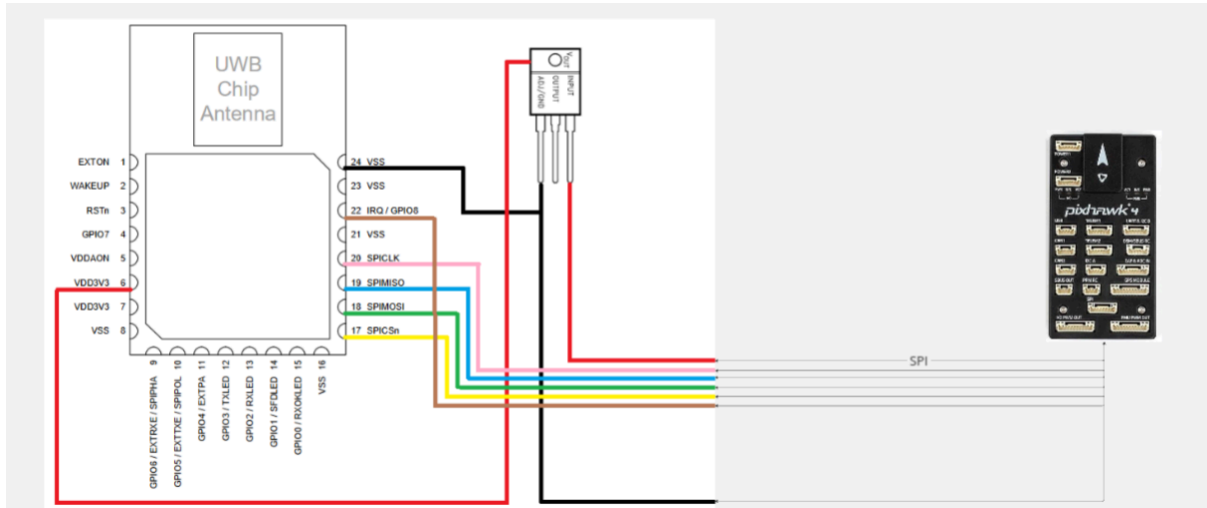 UWB
Chip
Antenna
EXTON 1
WAKEUP 2
RSTn 3
GPIO7 4
VDDAON 5
VDD3V3 6
VDD3V3 7
VSS 8
9 GPIO6 / EXTRXE / SPIPHA
10 GPIO5 / EXTTXE / SPIPOL
11 GPIO4 / EXTPA
12 GPIO3 / TXLED
13 GPIO2 / RXLED
14 GPIO1 / SFDLED
15 GPIO0 / RXOKLED
16 VSS
24 VSS
23 VSS
22 IRQ / GPIO8
21 VSS
20 SPICLK
19 SPIMISO
18 SPIMOSI
17 SPICSn
VOUT
ADJ/GND
OUTPUT
INPUT
SPI
pixhawk 4